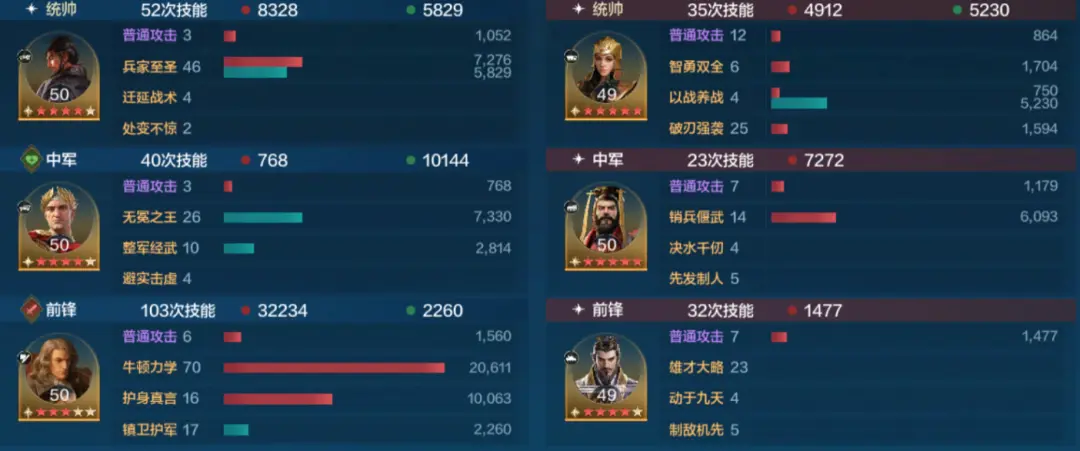 统帅 52次技能 8328 5829
普通攻击 3 1,052
兵家至圣 46 7,276
5,829
迂延战术 4
处变不惊 2
50
中军 40次技能 768 10144
普通攻击 3 768
无冕之王 26 7,330
整军经武 10 2,814
避实击虚 4
50
前锋 103次技能 32234 2260
普通攻击 6 1,560
牛顿力学 70 20,611
护身真言 16 10,063
镇卫护军 17 2,260
50
统帅 35次技能 4912 5230
普通攻击 12 864
智勇双全 6 1,704
以战养战 4 750
5,230
破刃强袭 25 1,594
49
中军 23次技能 7272
普通攻击 7 1,179
销兵偃武 14 6,093
决水千仞 4
先发制人 5
50
前锋 32次技能 1477
普通攻击 7 1,477
雄才大略 23
动于九天 4
制敌机先 5
49